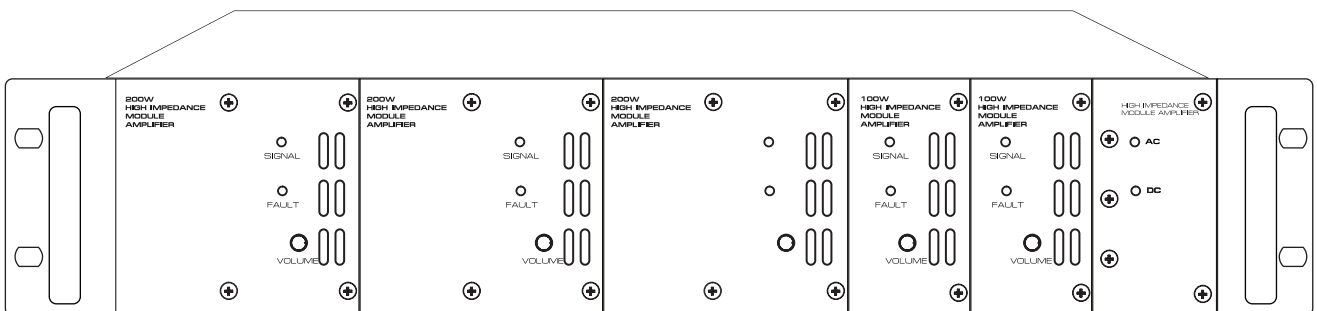 200W
HIGH IMPEDANCE
MODULE
AMPLIFIER
SIGNAL
FAULT
VOLUME
200W
HIGH IMPEDANCE
MODULE
AMPLIFIER
SIGNAL
FAULT
VOLUME
200W
HIGH IMPEDANCE
MODULE
AMPLIFIER
100W
HIGH IMPEDANCE
MODULE
AMPLIFIER
SIGNAL
FAULT
VOLUME
100W
HIGH IMPEDANCE
MODULE
AMPLIFIER
SIGNAL
FAULT
VOLUME
HIGH IMPEDANCE
MODULE AMPLIFIER
AC
DC